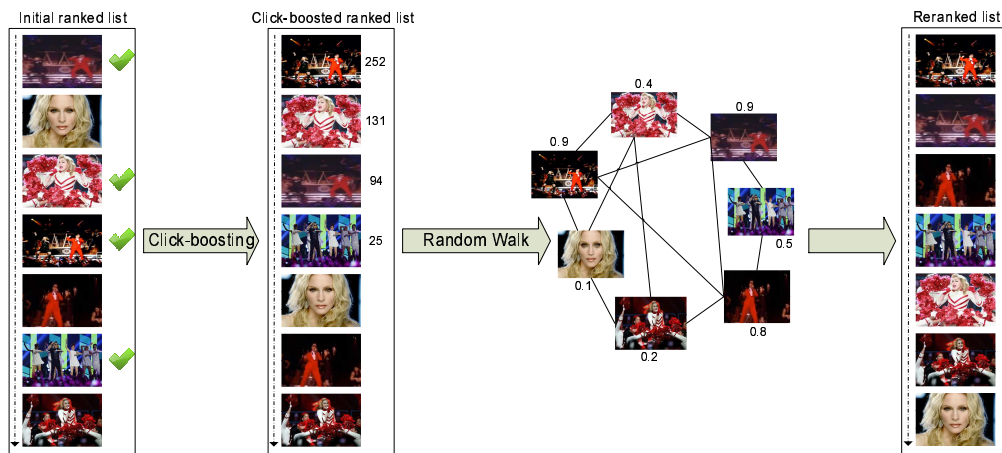 Initial ranked list
Click-boosted ranked list
Reranked list
252
131
94
25
Click-boosting
Random Walk
0.4
0.9
0.9
0.5
0.1
0.8
0.2